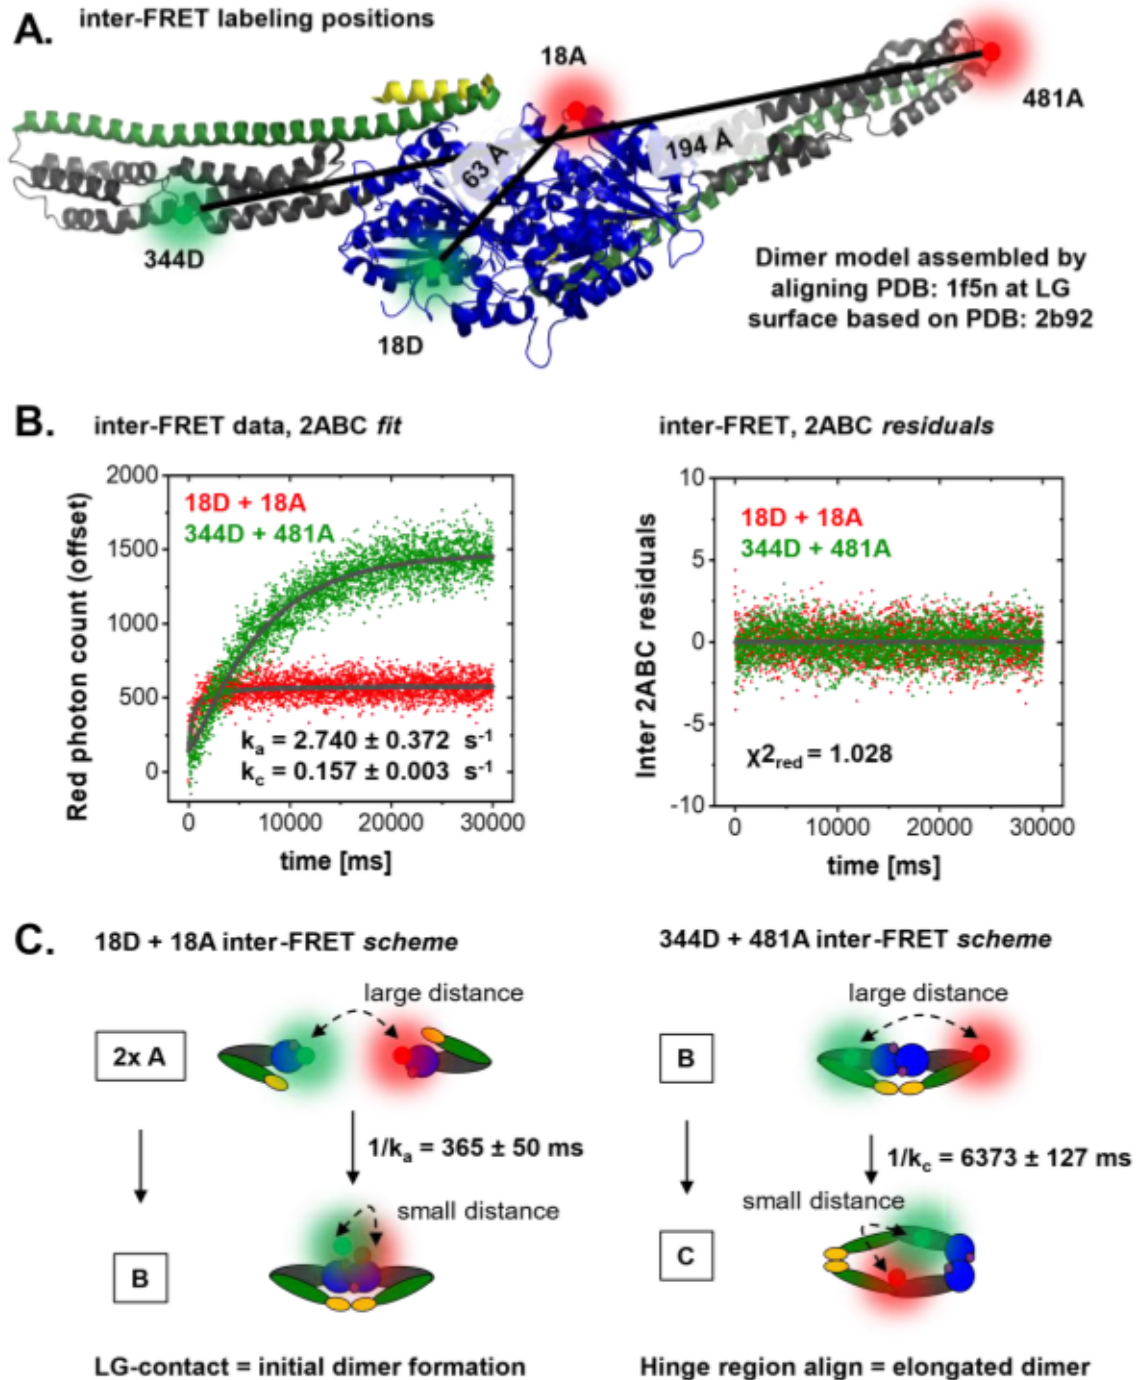 A.
inter-FRET labeling positions
18A
481A
63 Å
194 Å
344D
18D
Dimer model assembled by
aligning PDB: 1f5n at LG
surface based on PDB: 2b92
B.
inter-FRET data, 2ABC fit
Red photon count (offset)
2000
1500
1000
500
0
18D + 18A
344D + 481A
kₐ = 2.740 ± 0.372 s⁻¹
k_c = 0.157 ± 0.003 s⁻¹
0 10000 20000 30000
time [ms]
inter-FRET, 2ABC residuals
Inter 2ABC residuals
10
5
0
-5
-10
18D + 18A
344D + 481A
χ2_red = 1.028
0 10000 20000 30000
time [ms]
C.
18D + 18A inter-FRET scheme
large distance
2x A
1/kₐ = 365 ± 50 ms
small distance
B
LG-contact = initial dimer formation
344D + 481A inter-FRET scheme
large distance
B
1/k_c = 6373 ± 127 ms
small distance
C
Hinge region align = elongated dimer